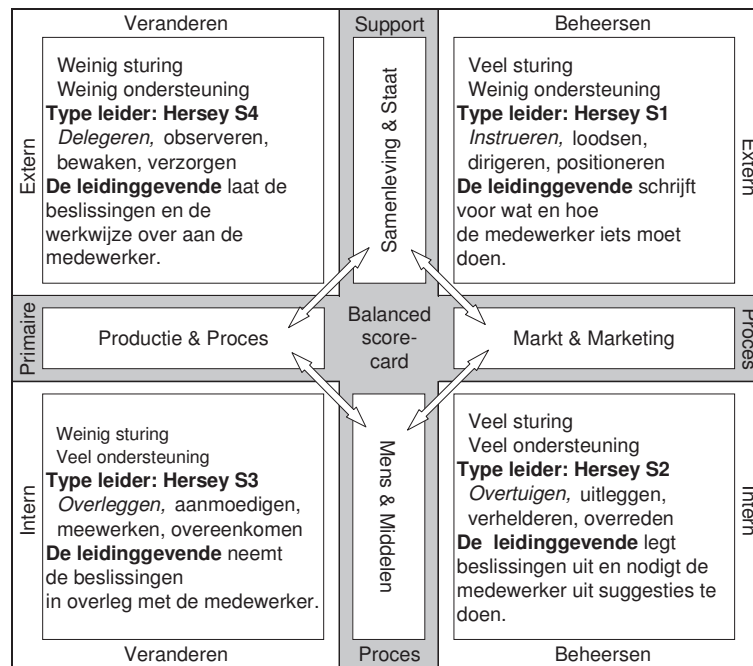 Veranderen
Support
Beheersen
Extern
Weinig sturing
Weinig ondersteuning
Type leider: Hersey S4
Delegeren, observeren,
bewaken, verzorgen
De leidinggevende laat de
beslissingen en de
werkwijze over aan de
medewerker.
Samenleving & Staat
Veel sturing
Weinig ondersteuning
Type leider: Hersey S1
Instrueren, loodsen,
dirigeren, positioneren
De leidinggevende schrijft
voor wat en hoe
de medewerker iets moet
doen.
Extern
Primaire
Productie & Proces
Balanced
score-
card
Markt & Marketing
Proces
Intern
Weinig sturing
Veel ondersteuning
Type leider: Hersey S3
Overleggen, aanmoedigen,
meewerken, overeenkomen
De leidinggevende neemt
de beslissingen
in overleg met de medewerker.
Mens & Middelen
Veel sturing
Veel ondersteuning
Type leider: Hersey S2
Overtuigen, uitleggen,
verhelderen, overreden
De leidinggevende legt
beslissingen uit en nodigt de
medewerker uit suggesties te
doen.
Intern
Veranderen
Proces
Beheersen